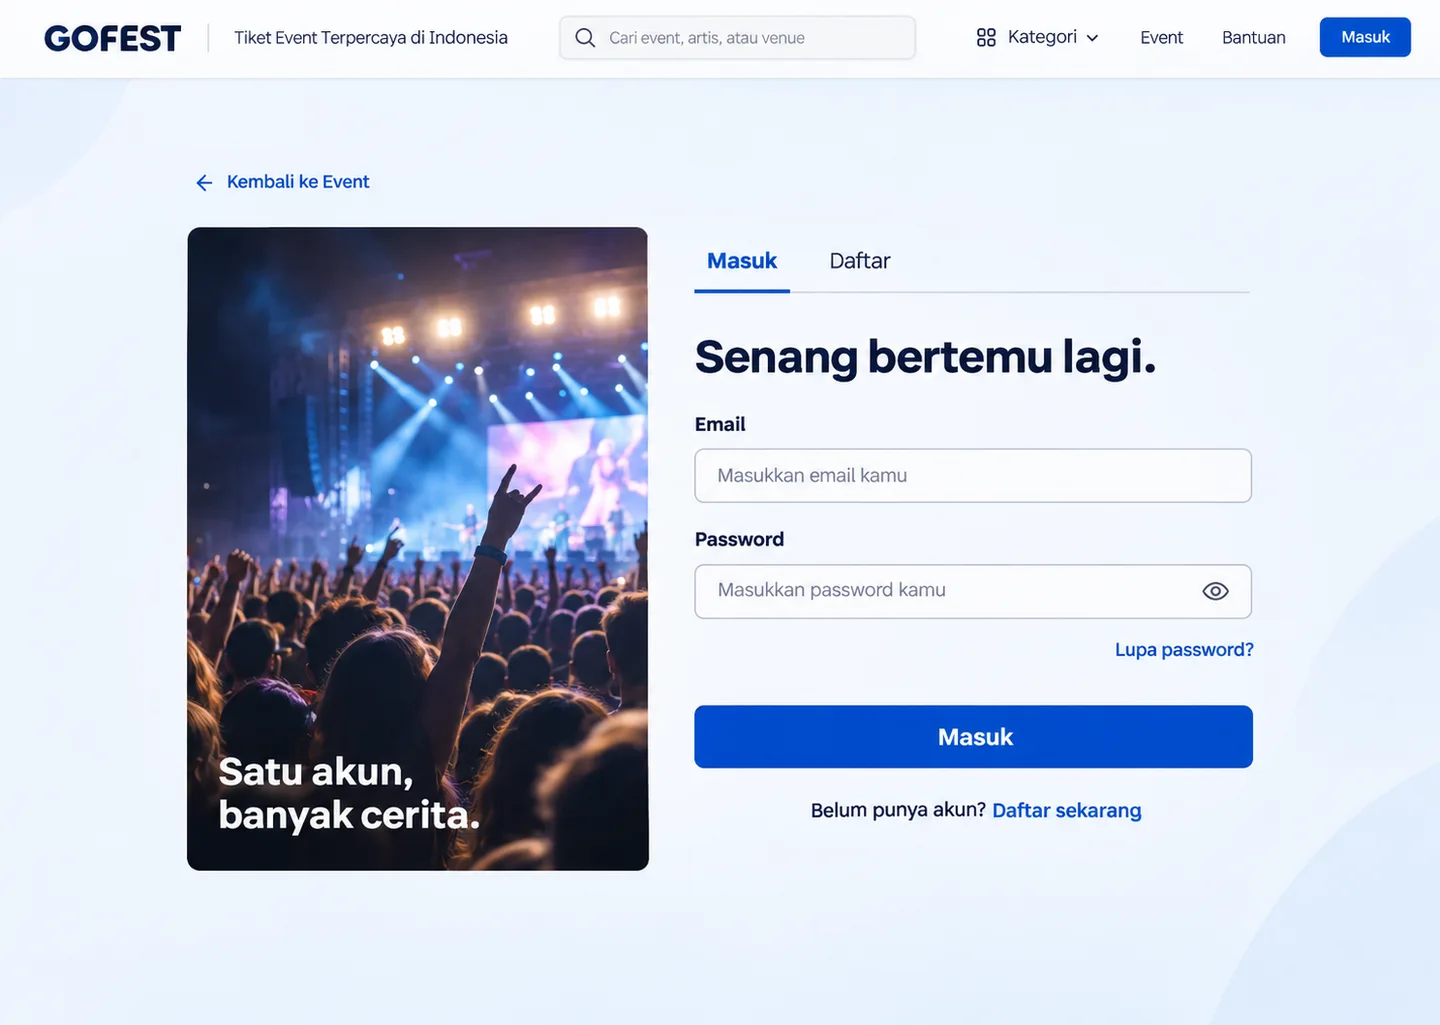 GOFEST
Tiket Event Terpercaya di Indonesia
Cari event, artis, atau venue
Kategori
Event
Bantuan
Masuk
Kembali ke Event
Satu akun,
banyak cerita.
Masuk
Daftar
Senang bertemu lagi.
Email
Masukkan email kamu
Password
Masukkan password kamu
Lupa password?
Masuk
Belum punya akun? Daftar sekarang